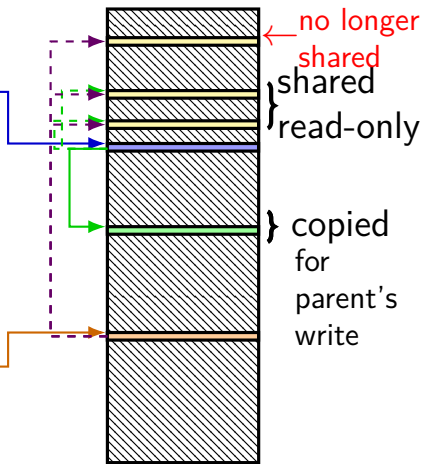 no longer
shared
shared
read-only
copied
for
parent's
write